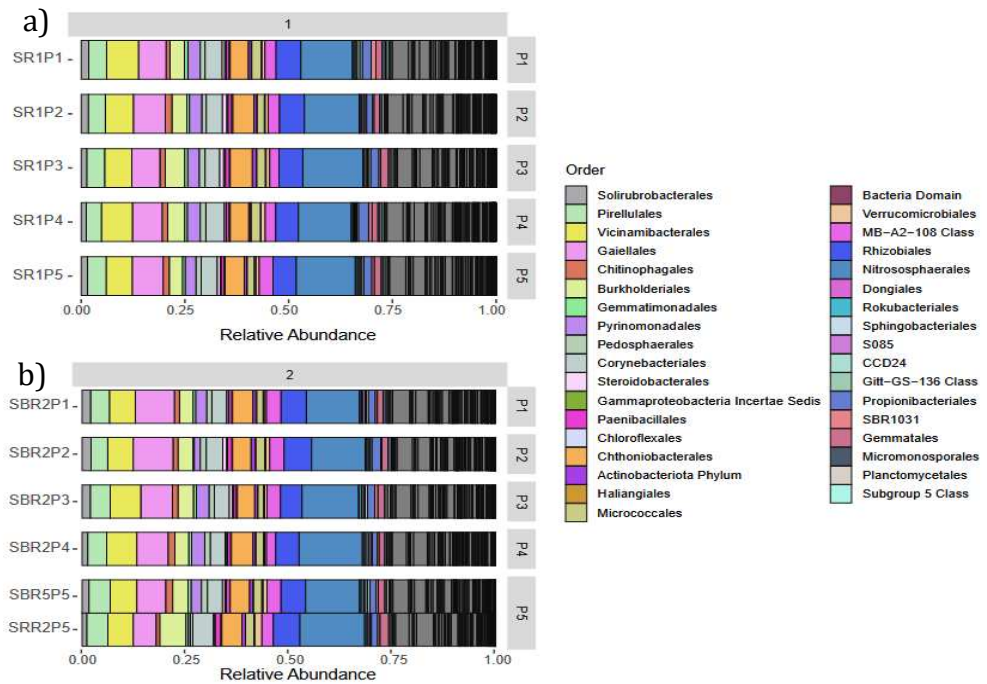 a)
1
SR1P1
P1
SR1P2
P2
SR1P3
P3
SR1P4
P4
SR1P5
P5
0.00 0.25 0.50 0.75 1.00
Relative Abundance
b)
2
SBR2P1
P1
SBR2P2
P2
SBR2P3
P3
SBR2P4
P4
SBR5P5
SRR2P5
P5
0.00 0.25 0.50 0.75 1.00
Relative Abundance
Order
Solirubrobacterales
Pirellulales
Vicinamibacterales
Gaiellales
Chitinophagales
Burkholderiales
Gemmatimonadales
Pyrinomonadales
Pedosphaerales
Corynebacteriales
Steroidobacterales
Gammaproteobacteria Incertae Sedis
Paenibacillales
Chloroflexales
Chthoniobacterales
Actinobacteriota Phylum
Haliangiales
Micrococcales
Bacteria Domain
Verrucomicrobiales
MB−A2−108 Class
Rhizobiales
Nitrososphaerales
Dongiales
Rokubacteriales
Sphingobacteriales
S085
CCD24
Gitt−GS−136 Class
Propionibacteriales
SBR1031
Gemmatales
Micromonosporales
Planctomycetales
Subgroup 5 Class